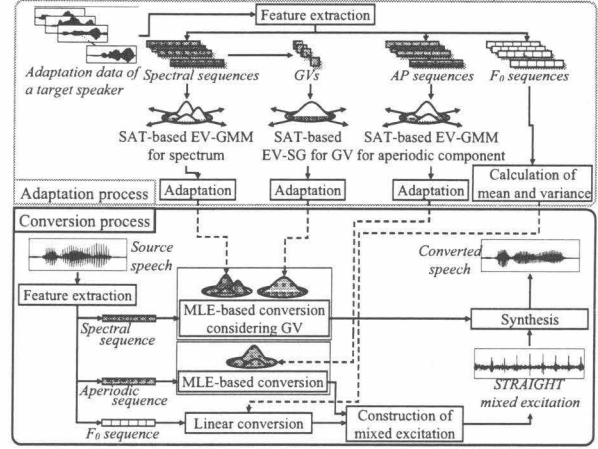 Feature extraction
Adaptation data of
a target speaker
Spectral sequences
GVs
AP sequences
F0 sequences
SAT-based EV-GMM
for spectrum
SAT-based
EV-SG for GV
SAT-based EV-GMM
for aperiodic component
Calculation of
mean and variance
Adaptation process
Adaptation
Adaptation
Adaptation
Conversion process
Source
speech
Converted
speech
Feature extraction
MLE-based conversion
considering GV
Synthesis
Spectral
sequence
MLE-based conversion
Aperiodic
sequence
STRAIGHT
mixed excitation
F0 sequence
Linear conversion
Construction of
mixed excitation